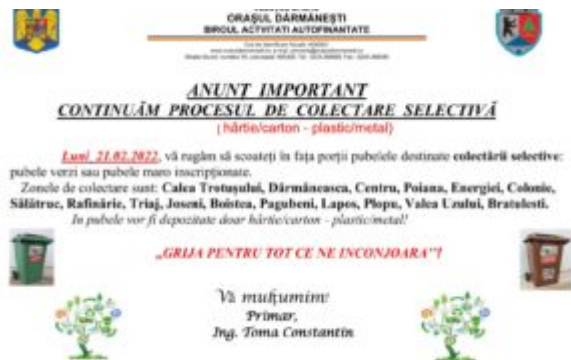 ORAȘUL DĂRMĂNEȘTI
BIROUL ACTIVITATI AUTOFINANTATE
ANUNT IMPORTANT
CONTINUĂM PROCESUL DE COLECTARE SELECTIVĂ
( hârtie/carton - plastic/metal)
Luni 21.02.2022, vă rugăm să scoateți în fața porții pubelele destinate colectării selective:
pubele verzi sau pubele maro inscripționate.
Zonele de colectare sunt: Calea Trotușului, Dărmăneasca, Centru, Poiana, Energiei, Colonie,
Sălătruc, Rafinărie, Triaj, Joseni, Boistea, Pagubeni, Lapos, Plopu, Valea Uzului, Bratulesti.
In pubele vor fi depozitate doar hârtie/carton - plastic/metal!
„GRIJA PENTRU TOT CE NE INCONJOARA"!
Vă mulțumim!
Primar,
Ing. Toma Constantin